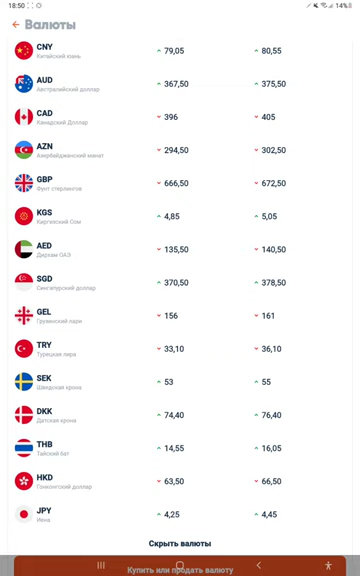 18:50
14%
Валюты
CNY 79,05 80,55
Китайский юань
AUD 367,50 375,50
Австралийский доллар
CAD 396 405
Канадский Доллар
AZN 294,50 302,50
Азербайджанский манат
GBP 666,50 672,50
Фунт стерлингов
KGS 4,85 5,05
Киргизский Сом
AED 135,50 140,50
Дирхам ОАЭ
SGD 370,50 378,50
Сингапурский доллар
GEL 156 161
Грузинский лари
TRY 33,10 36,10
Турецкая лира
SEK 53 55
Шведская крона
DKK 74,40 76,40
Датская крона
THB 14,55 16,05
Тайский бат
HKD 63,50 66,50
Гонконгский доллар
JPY 4,25 4,45
Иена
Скрыть валюты
Купить или продать валюту